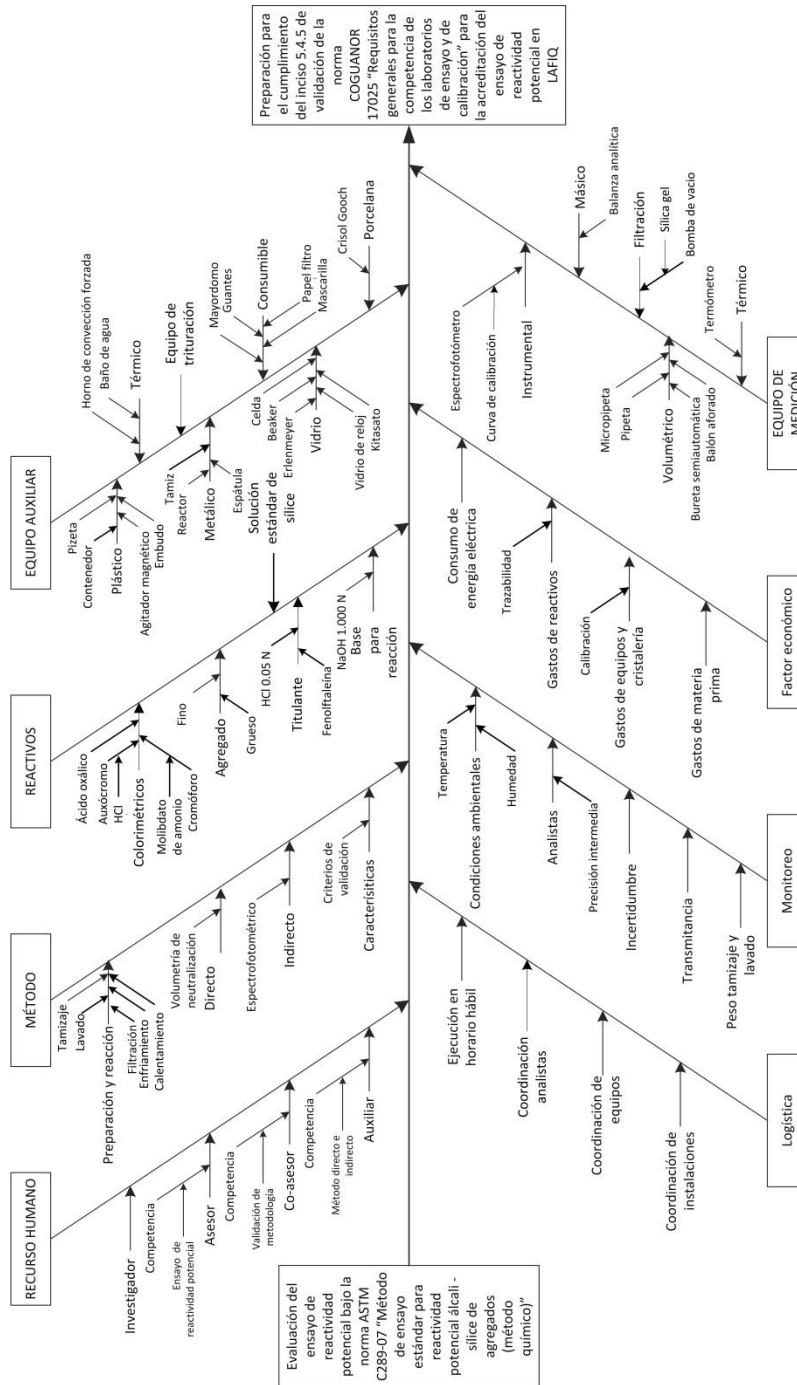 RECURSO HUMANO
Investigador
Competencia
Ensayo de
reactividad potencial
Asesor
Competencia
Validación de
metodología
Co-asesor
Competencia
Método directo e
indirecto
Auxiliar
MÉTODO
Tamizaje
Lavado
Preparación y reacción
Filtración
Enfriamiento
Calentamiento
Volumetría de
neutralización
Directo
Espectrofotométrico
Indirecto
Criterios de
validación
Caracterísiticas
REACTIVOS
Ácido oxálico
Auxócromo
HCl
Colorimétricos
Molibdato
de amonio
Cromóforo
Fino
Agregado
Grueso
Solución
estándar de
sílice
HCl 0.05 N
Titulante
Fenolftaleína
NaOH 1.000 N
Base
para
reacción
EQUIPO AUXILIAR
Pizeta
Contenedor
Plástico
Agitador magnético
Embudo
Horno de convección forzada
Baño de agua
Térmico
Equipo de
trituración
Tamiz
Reactor
Metálico
Espátula
Mayordomo
Guantes
Consumible
Papel filtro
Mascarilla
Celda
Beaker
Erlenmeyer
Vidrio
Vidrio de reloj
Kitasato
Crisol Gooch
Porcelana
Evaluación del
ensayo de
reactividad
potencial bajo la
norma ASTM
C289-07 “Método
de ensayo
estándar para
reactividad
potencial álcali -
sílice de
agregados
(método
químico)”
Preparación para
el cumplimiento
del inciso 5.4.5 de
validación de la
norma
COGUANOR
17025 “Requisitos
generales para la
competencia de
los laboratorios
de ensayo y de
calibración” para
la acreditación del
ensayo de
reactividad
potencial en
LAFIQ
Ejecución en
horario hábil
Coordinación
analistas
Coordinación de
equipos
Coordinación de
instalaciones
Logística
Temperatura
Condiciones ambientales
Humedad
Analistas
Precisión intermedia
Incertidumbre
Transmitancia
Peso tamizaje y
lavado
Monitoreo
Consumo de
energía eléctrica
Trazabilidad
Gastos de reactivos
Calibración
Gastos de equipos y
cristalería
Gastos de materia
prima
Factor económico
Espectrofotómetro
Curva de calibración
Instrumental
Másico
Balanza analítica
Filtración
Sílica gel
Bomba de vacio
Micropipeta
Pipeta
Volumétrico
Bureta semiautomática
Balón aforado
Termómetro
Térmico
EQUIPO DE
MEDICIÓN